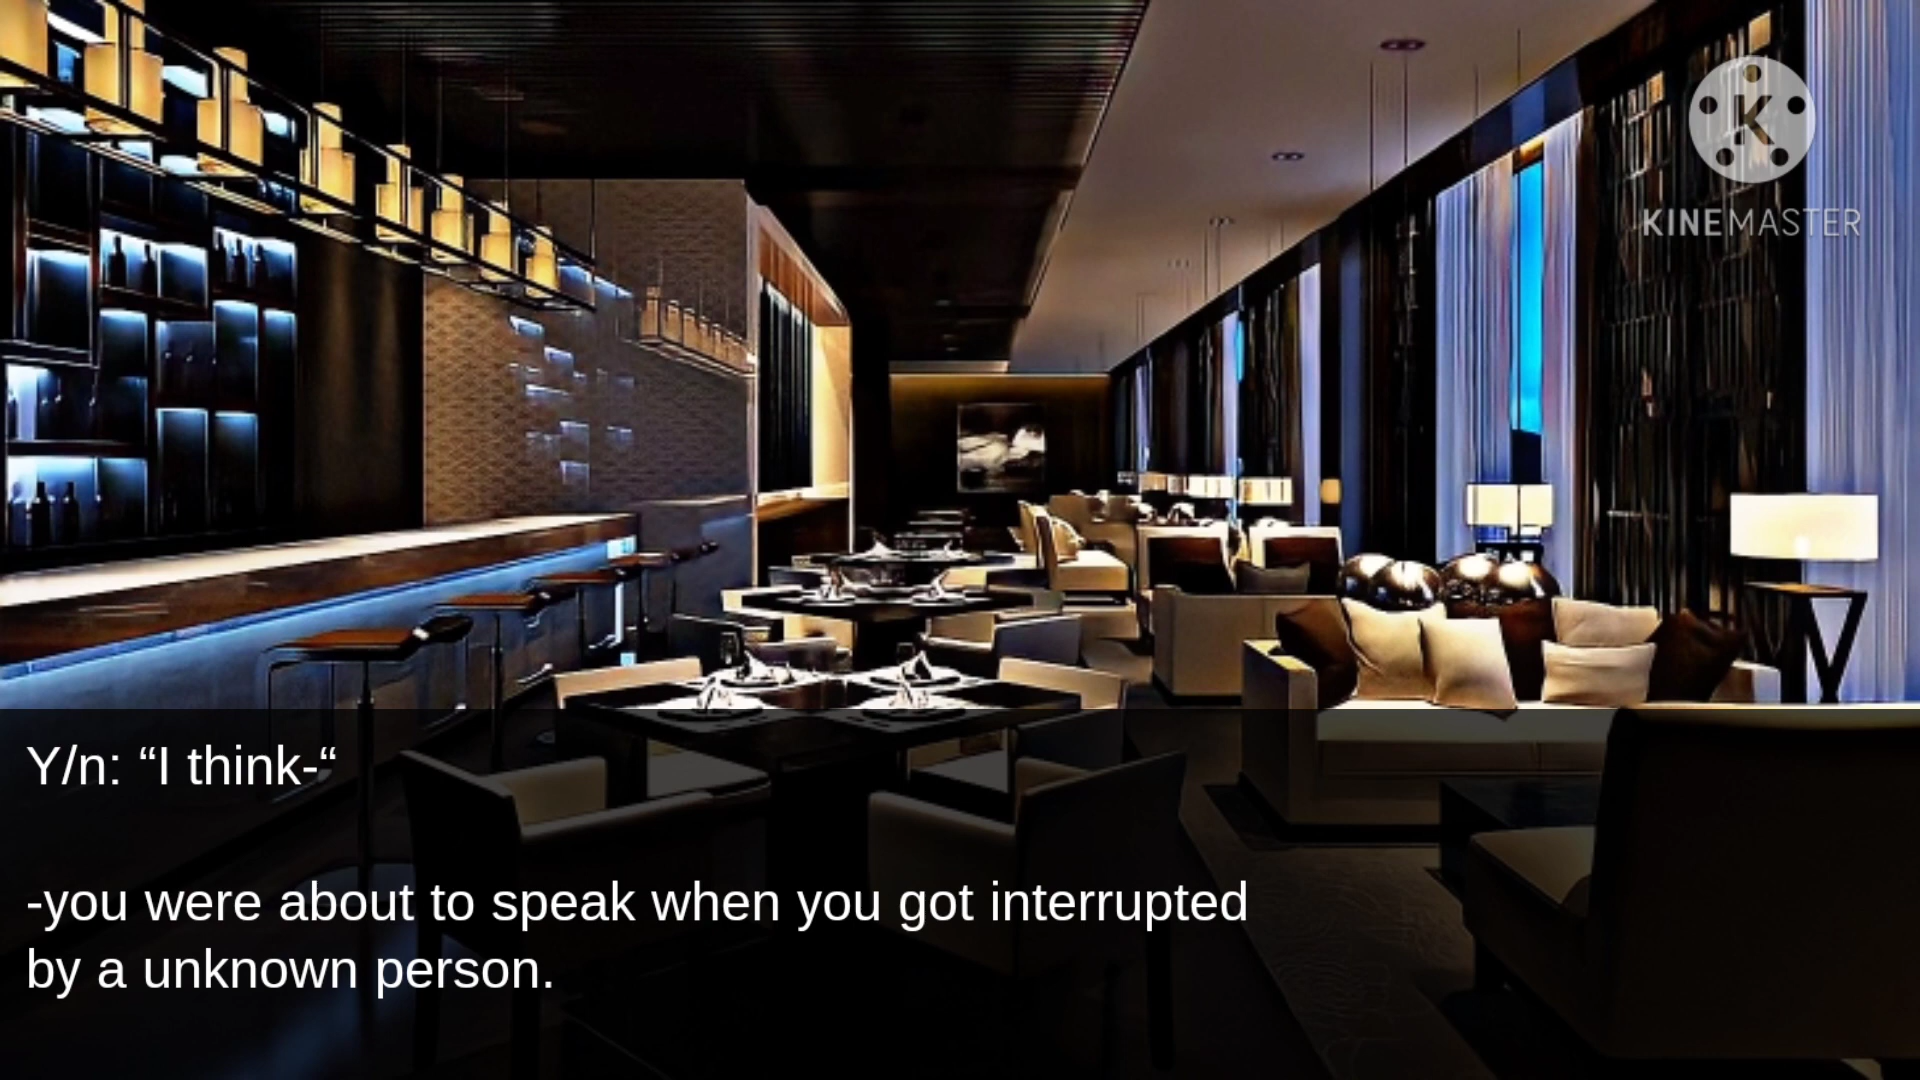 K
KINEMASTER
Y/n: “I think-“
-you were about to speak when you got interrupted
by a unknown person.